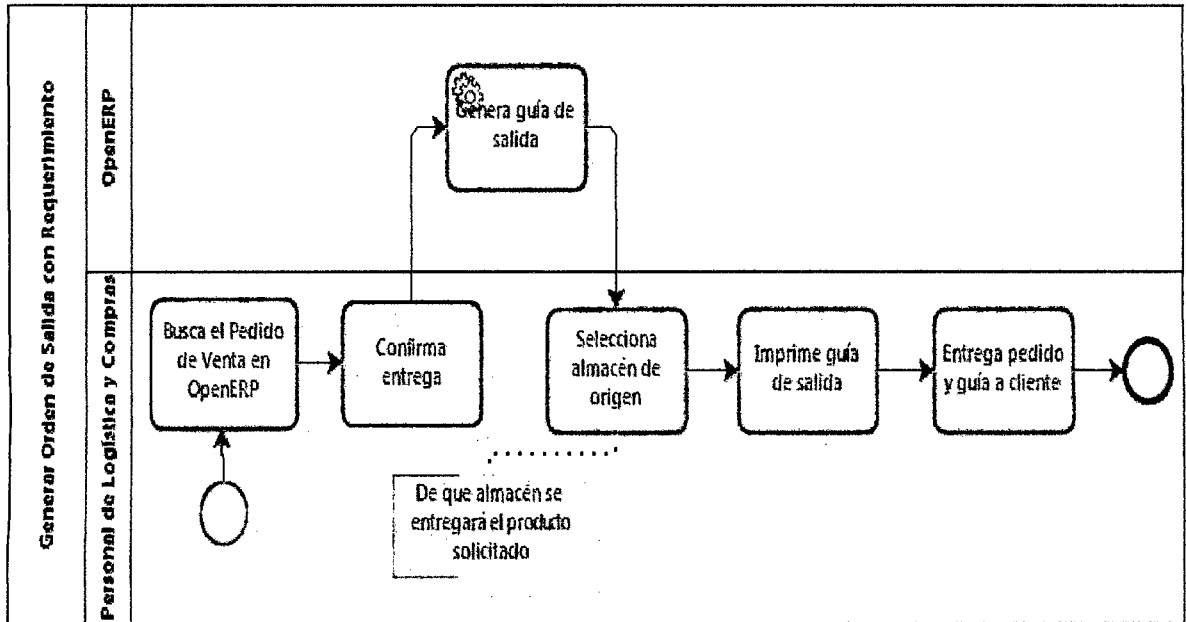 Generar Orden de Salida con Requerimiento
OpenERP
Genera guía de
salida
Personal de Logística y Compras
Busca el Pedido
de Venta en
OpenERP
Confirma
entrega
Selecciona
almacén de
origen
Imprime guía
de salida
Entrega pedido
y guía a cliente
De que almacén se
entregará el producto
solicitado